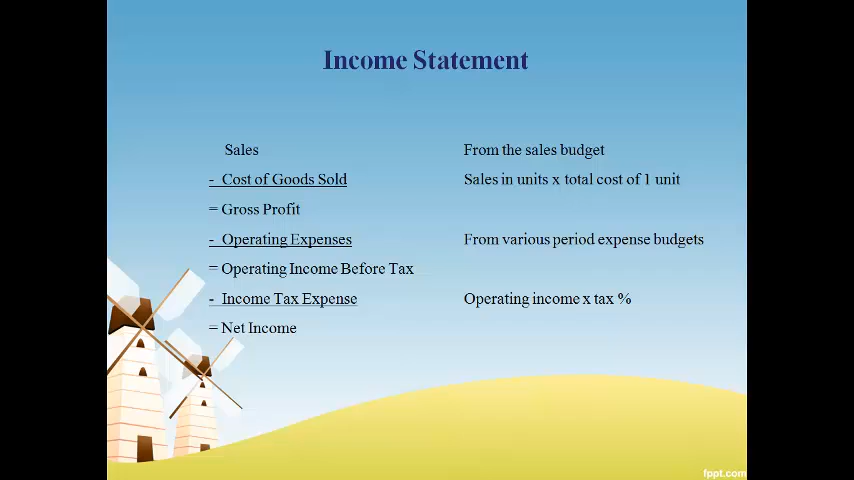 Income Statement
Sales From the sales budget
- Cost of Goods Sold Sales in units x total cost of 1 unit
= Gross Profit
- Operating Expenses From various period expense budgets
= Operating Income Before Tax
- Income Tax Expense Operating income x tax %
= Net Income
fppt.com